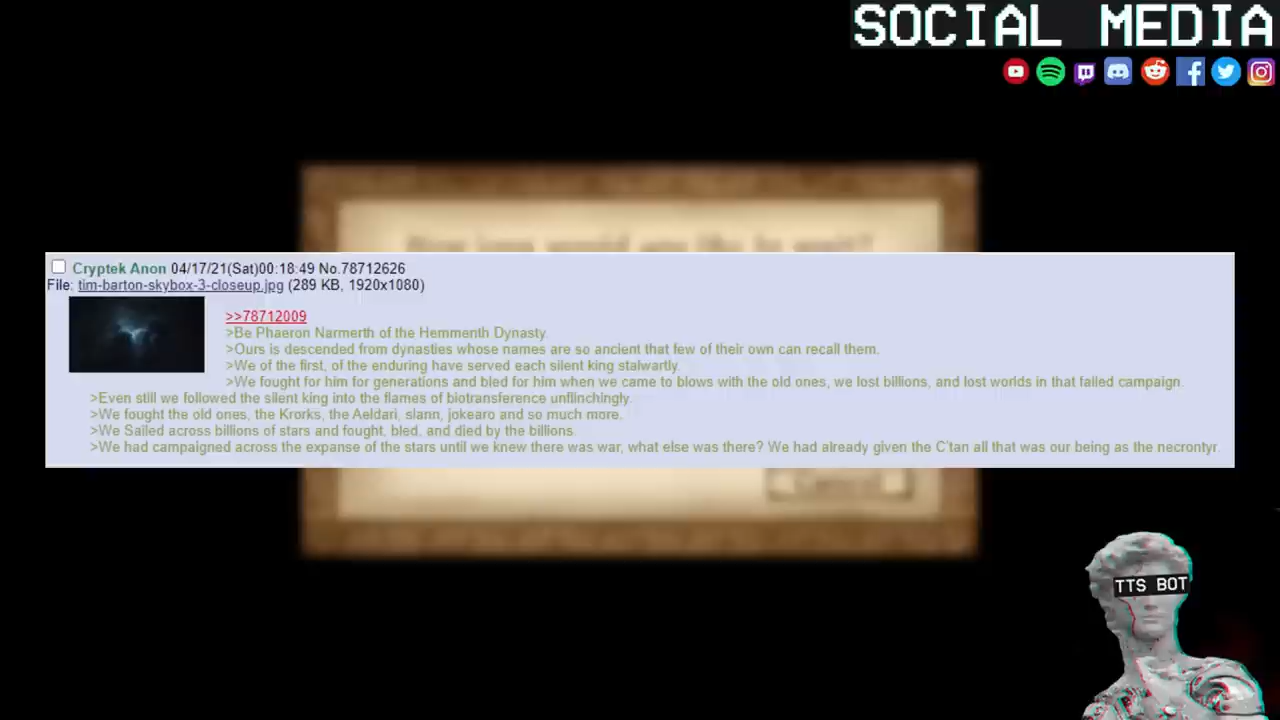 SOCIAL MEDIA
Cryptek Anon 04/17/21(Sat)00:18:49 No.78712626
File: tim-barton-skybox-3-closeup.jpg (289 KB, 1920x1080)
>>78712009
>Be Phaeron Narmerth of the Hemmenth Dynasty.
>Ours is descended from dynasties whose names are so ancient that few of their own can recall them.
>We of the first, of the enduring have served each silent king stalwartly.
>We fought for him for generations and bled for him when we came to blows with the old ones, we lost billions, and lost worlds in that failed campaign.
>Even still we followed the silent king into the flames of biotransference unflinchingly.
>We fought the old ones, the Krorks, the Aeldari, slann, jokearo and so much more.
>We Sailed across billions of stars and fought, bled, and died by the billions.
>We had campaigned across the expanse of the stars until we knew there was war, what else was there? We had already given the C'tan all that was our being as the necrontyr.
How long would you like to wait?
Cancel
TTS BOT